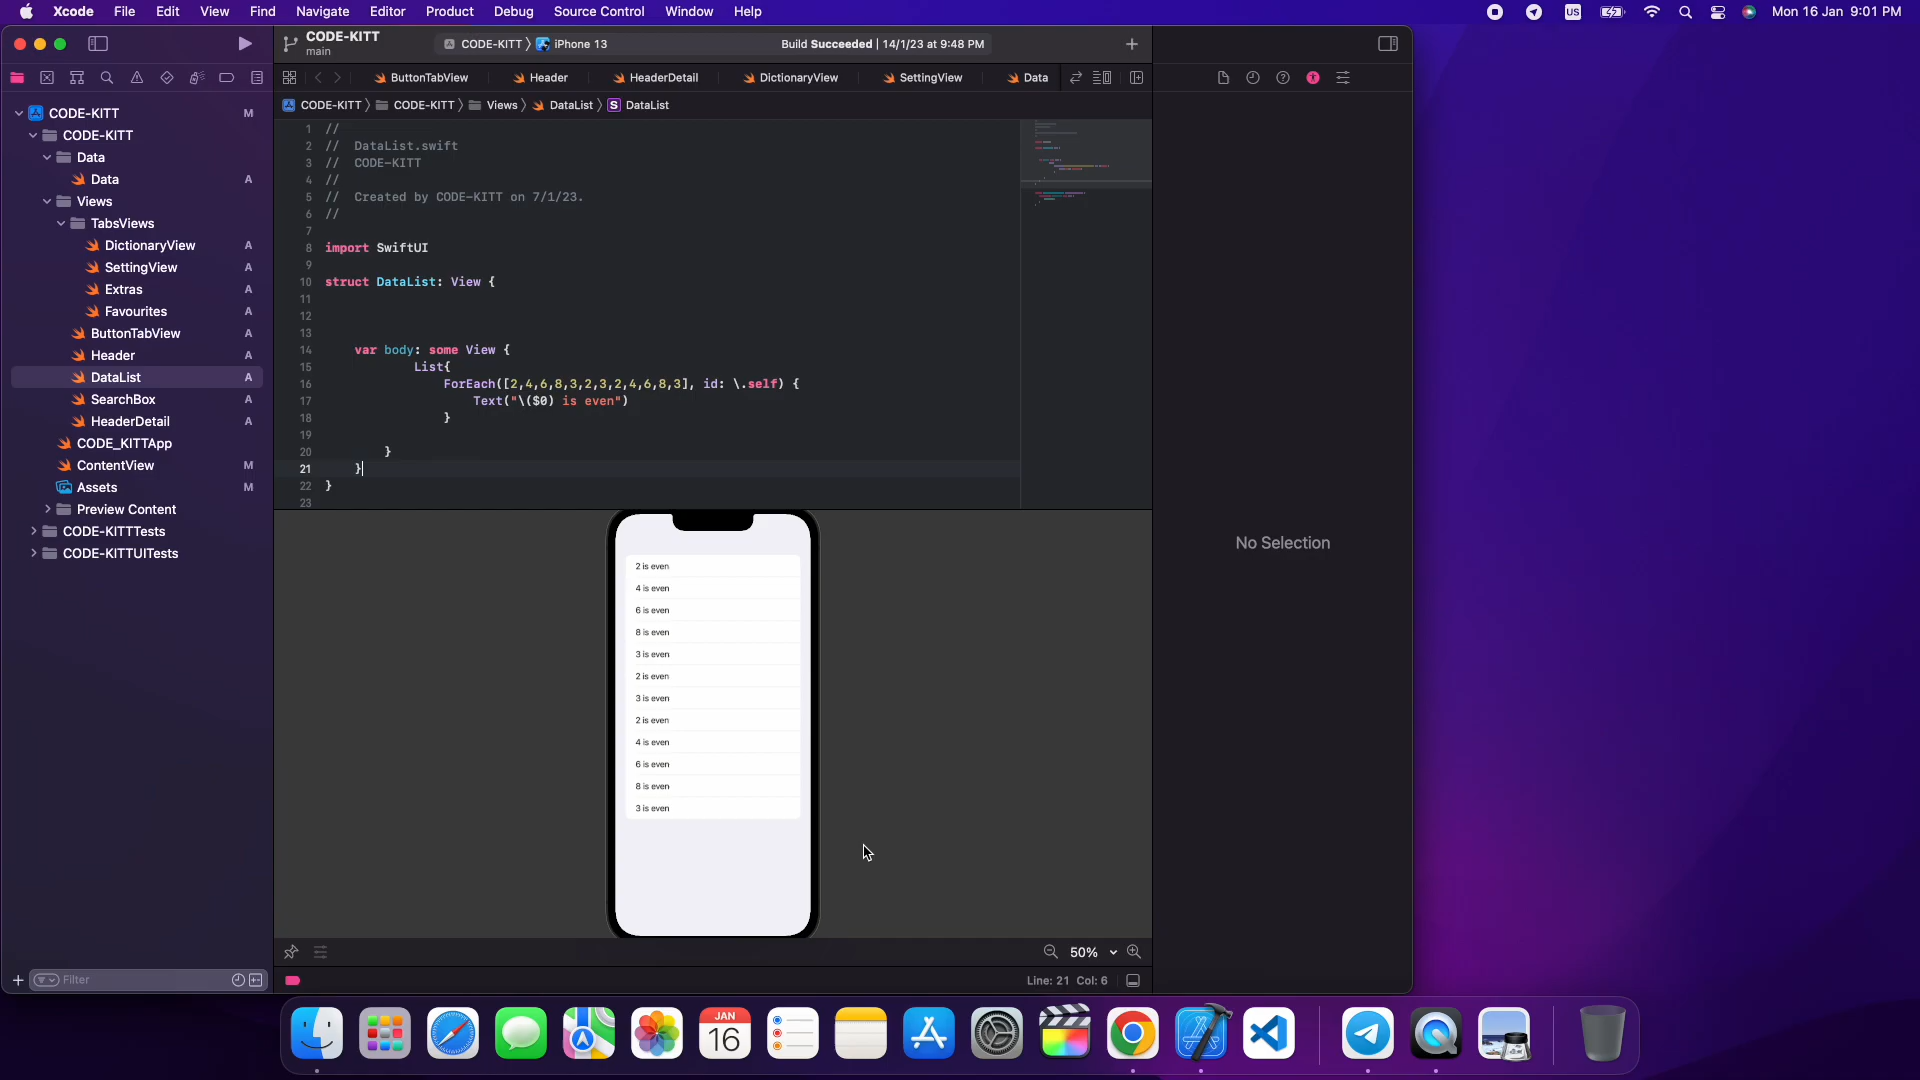 Xcode File Edit View Find Navigate Editor Product Debug Source Control Window Help
US
Mon 16 Jan 9:01 PM
CODE-KITT
main
CODE-KITT
iPhone 13
Build Succeeded | 14/1/23 at 9:48 PM
ButtonTabView
Header
HeaderDetail
DictionaryView
SettingView
Data
CODE-KITT
CODE-KITT
Views
DataList
S DataList
CODE-KITT M
CODE-KITT
Data
Data A
Views
TabsViews
DictionaryView A
SettingView A
Extras A
Favourites A
ButtonTabView A
Header A
DataList A
SearchBox A
HeaderDetail A
CODE_KITTApp
ContentView M
Assets M
Preview Content
CODE-KITTTests
CODE-KITTUITests
Filter
1 //
2 // DataList.swift
3 // CODE-KITT
4 //
5 // Created by CODE-KITT on 7/1/23.
6 //
7
8 import SwiftUI
9
10 struct DataList: View {
11
12
13
14 var body: some View {
15 List{
16 ForEach([2,4,6,8,3,2,3,2,4,6,8,3], id: \.self) {
17 Text("\($0) is even")
18 }
19
20 }
21 }
22 }
23
2 is even
4 is even
6 is even
8 is even
3 is even
2 is even
3 is even
2 is even
4 is even
6 is even
8 is even
3 is even
50%
Line: 21 Col: 6
No Selection
JAN
16